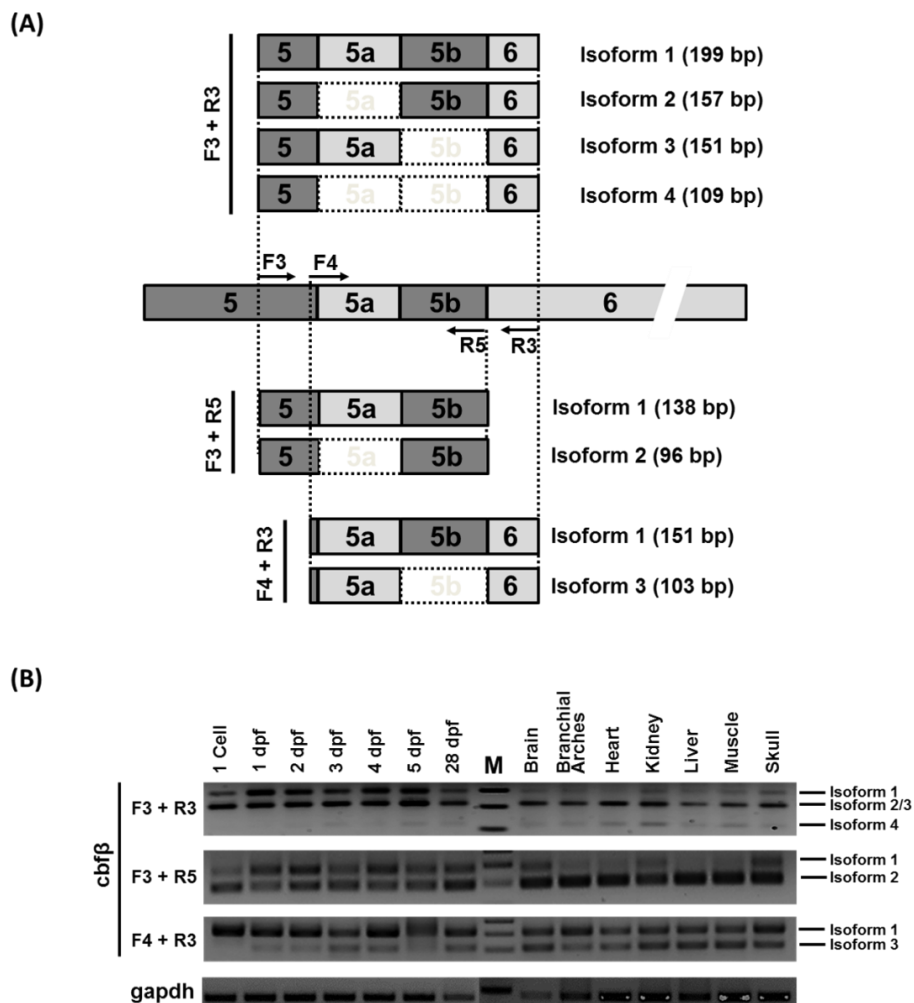 (A)
F3 + R3
5 5a 5b 6 Isoform 1 (199 bp)
5 5a 5b 6 Isoform 2 (157 bp)
5 5a 5b 6 Isoform 3 (151 bp)
5 5a 5b 6 Isoform 4 (109 bp)
F3 F4
5 5a 5b 6
R5 R3
F3 + R5
5 5a 5b Isoform 1 (138 bp)
5 5a 5b Isoform 2 (96 bp)
F4 + R3
5a 5b 6 Isoform 1 (151 bp)
5a 5b 6 Isoform 3 (103 bp)
(B)
1 Cell
1 dpf
2 dpf
3 dpf
4 dpf
5 dpf
28 dpf
M
Brain
Branchial
Arches
Heart
Kidney
Liver
Muscle
Skull
cbfβ
F3 + R3
Isoform 1
Isoform 2/3
Isoform 4
F3 + R5
Isoform 1
Isoform 2
F4 + R3
Isoform 1
Isoform 3
gapdh